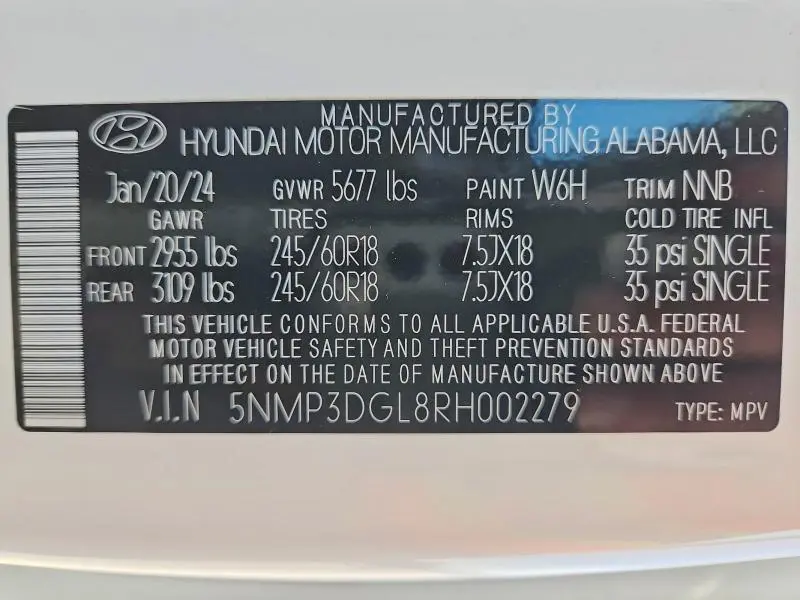 MANUFACTURED BY
HYUNDAI MOTOR MANUFACTURING ALABAMA, LLC
Jan/20/24 GVWR 5677 lbs PAINT W6H TRIM NNB
GAWR TIRES RIMS COLD TIRE INFL
FRONT 2955 lbs 245/60R18 7.5JX18 35 psi SINGLE
REAR 3109 lbs 245/60R18 7.5JX18 35 psi SINGLE
THIS VEHICLE CONFORMS TO ALL APPLICABLE U.S.A. FEDERAL
MOTOR VEHICLE SAFETY AND THEFT PREVENTION STANDARDS
IN EFFECT ON THE DATE OF MANUFACTURE SHOWN ABOVE
V.I.N 5NMP3DGL8RH002279 TYPE: MPV